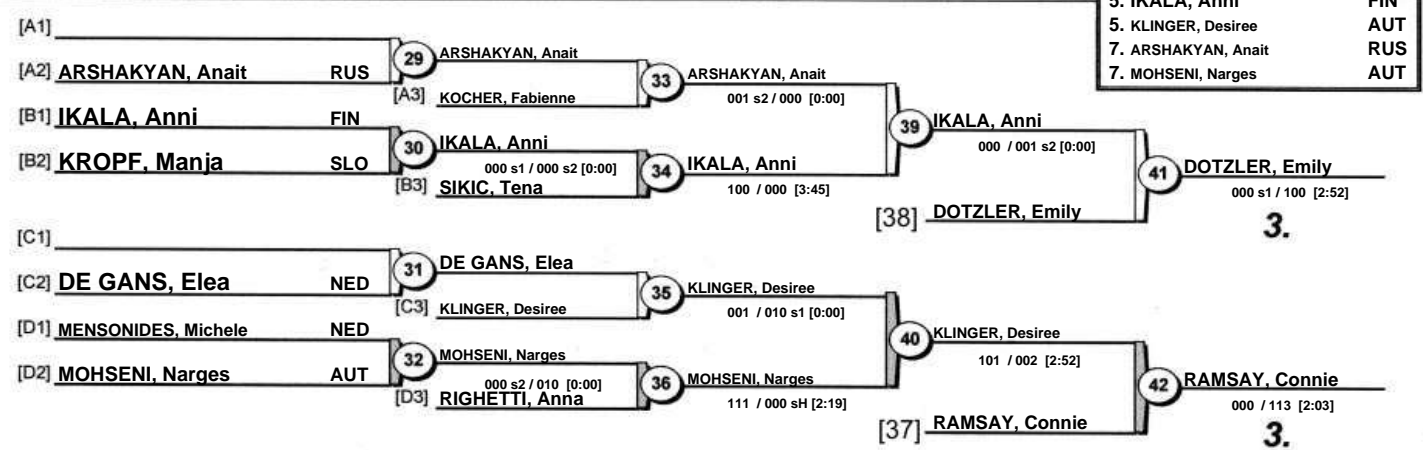 5. IKALA, Anni FIN
5. KLINGER, Desiree AUT
7. ARSHAKYAN, Anait RUS
7. MOHSENI, Narges AUT
[A1]
[A2] ARSHAKYAN, Anait RUS
29
ARSHAKYAN, Anait
[A3] KOCHER, Fabienne
33
ARSHAKYAN, Anait
001 s2 / 000 [0:00]
[B1] IKALA, Anni FIN
[B2] KROPF, Manja SLO
30
IKALA, Anni
000 s1 / 000 s2 [0:00]
[B3] SIKIC, Tena
34
IKALA, Anni
100 / 000 [3:45]
39
IKALA, Anni
000 / 001 s2 [0:00]
[38] DOTZLER, Emily
41
DOTZLER, Emily
000 s1 / 100 [2:52]
3.
[C1]
[C2] DE GANS, Elea NED
31
DE GANS, Elea
[C3] KLINGER, Desiree
35
KLINGER, Desiree
001 / 010 s1 [0:00]
[D1] MENSONIDES, Michele NED
[D2] MOHSENI, Narges AUT
32
MOHSENI, Narges
000 s2 / 010 [0:00]
[D3] RIGHETTI, Anna
36
MOHSENI, Narges
111 / 000 sH [2:19]
40
KLINGER, Desiree
101 / 002 [2:52]
[37] RAMSAY, Connie
42
RAMSAY, Connie
000 / 113 [2:03]
3.